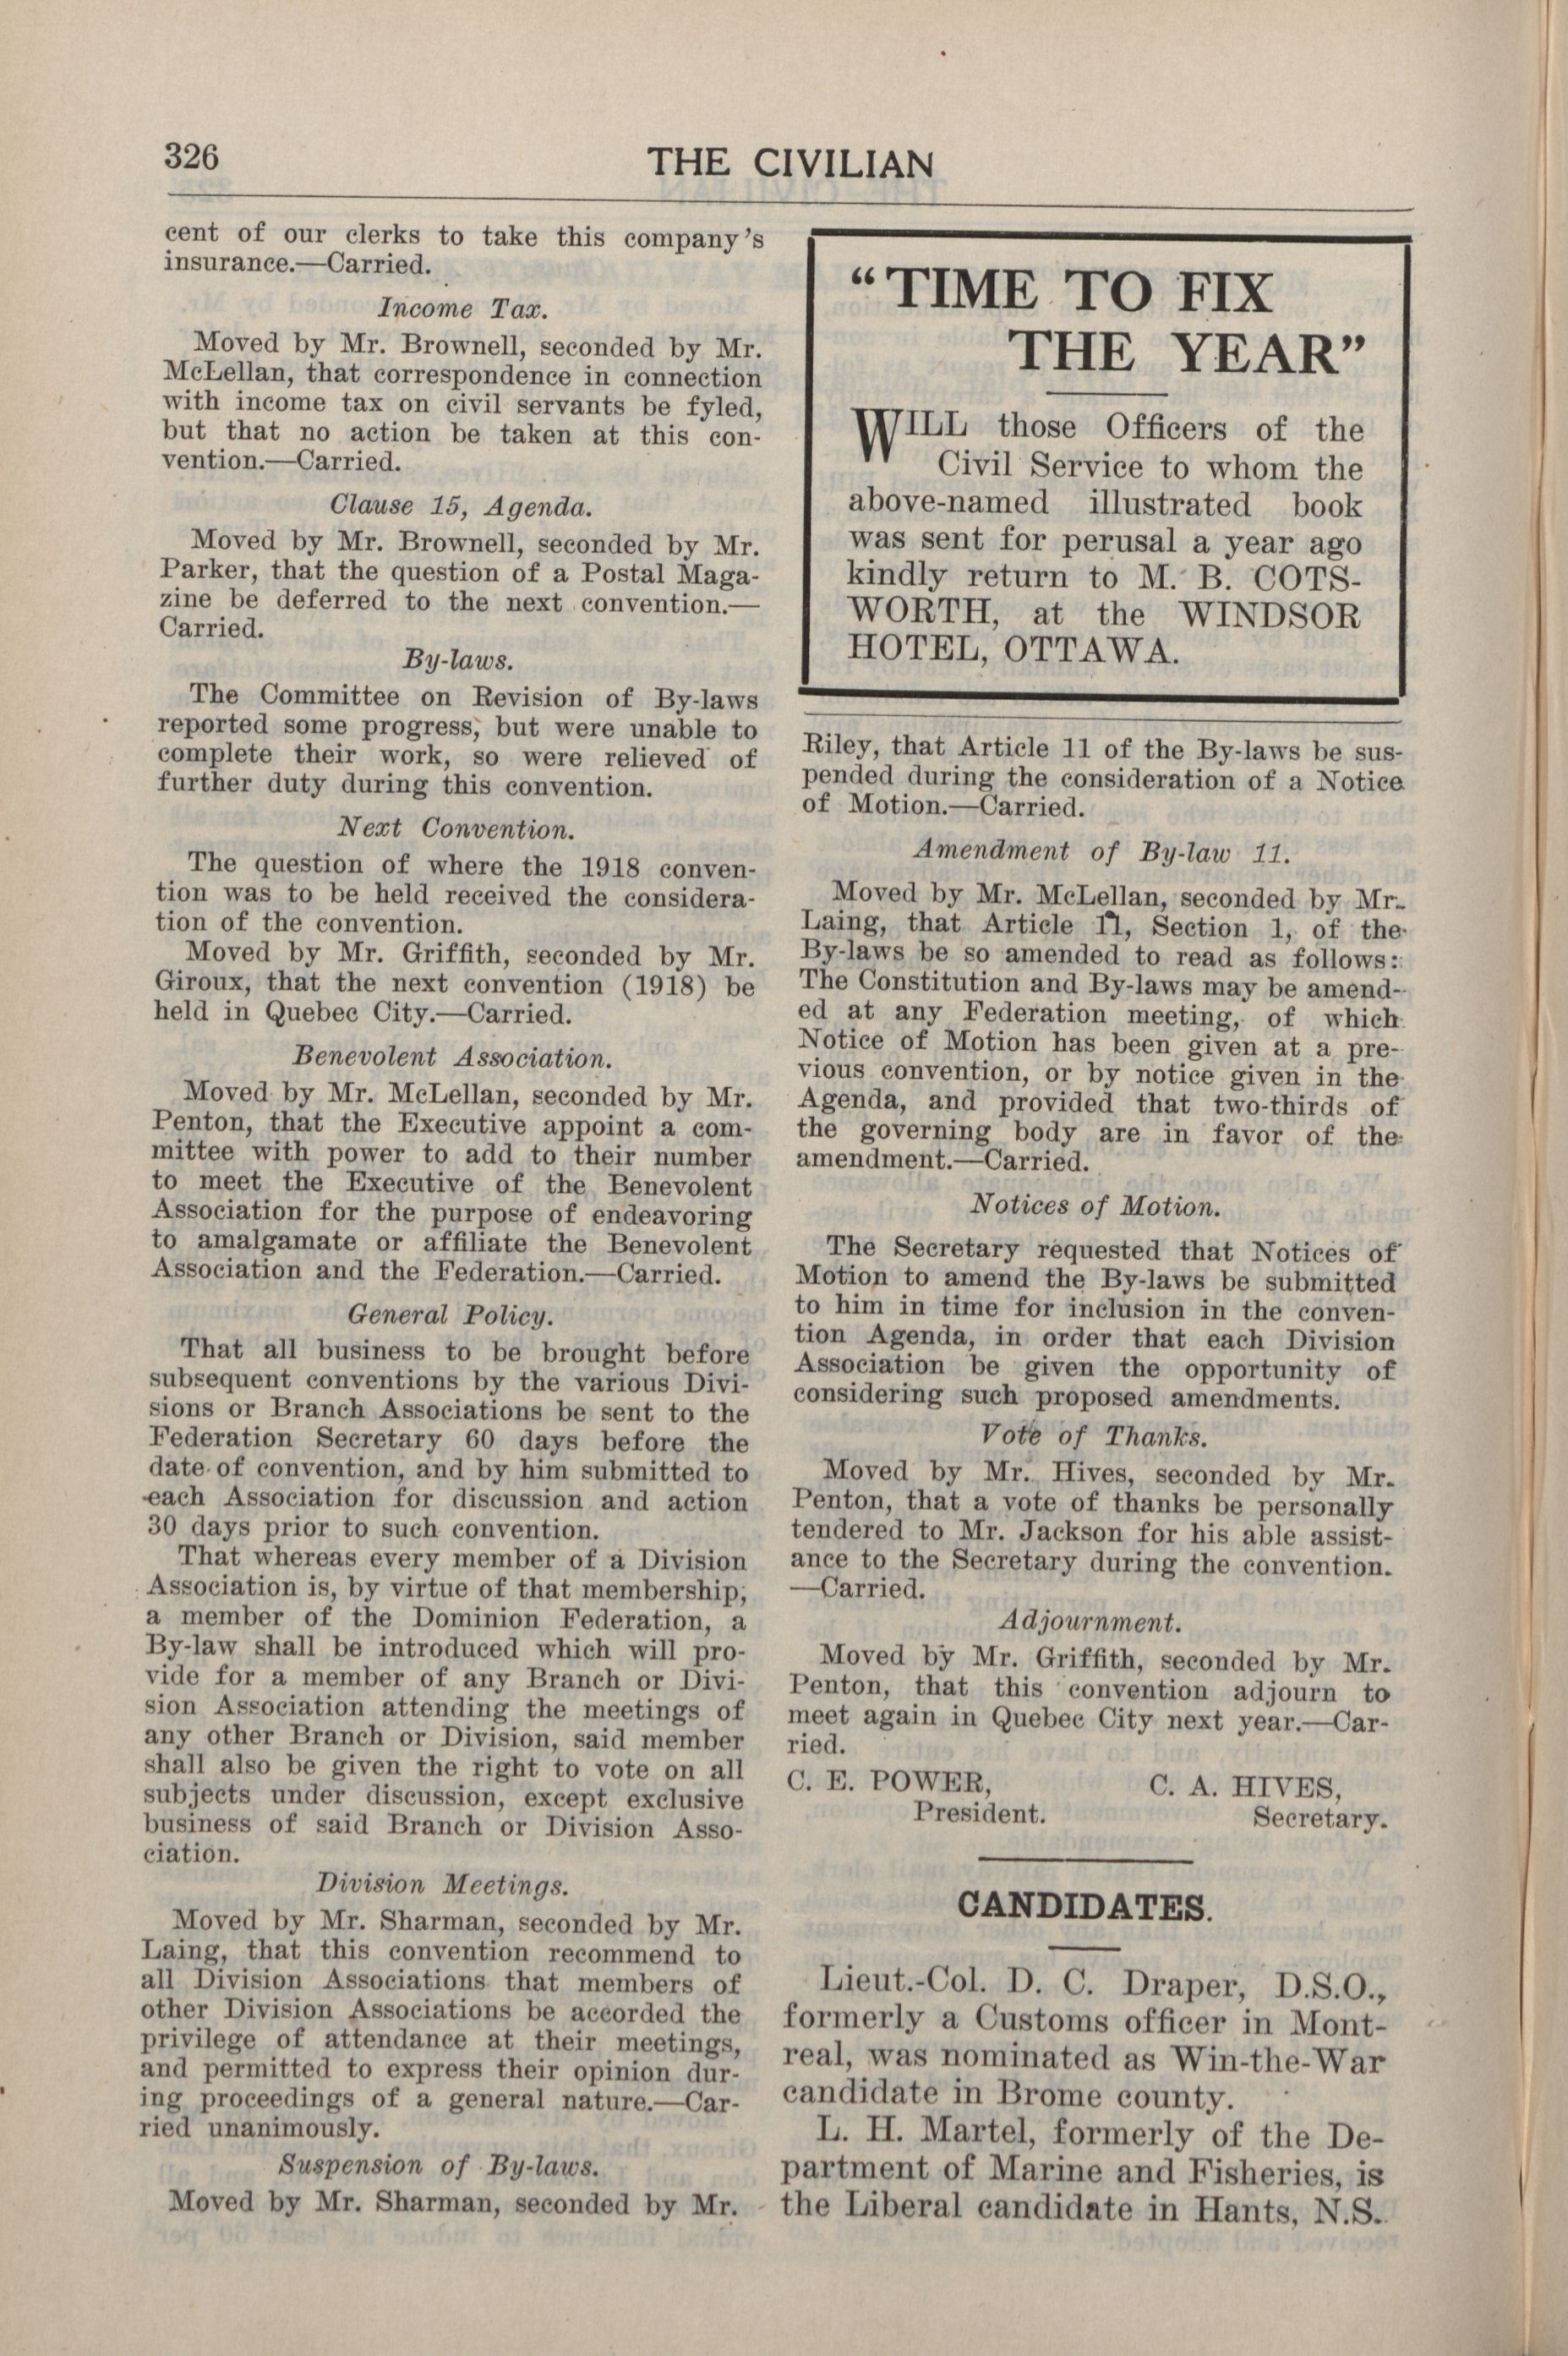 326
THE CIVILIAN
cent of our clerks to take this company's
insurance.—Carried.
Income Tax.
Moved by Mr. Brownell, seconded by Mr.
McLellan, that correspondence in connection
with income tax on civil servants be fyled,
but that no action be taken at this con-
vention.—Carried.
Clause 15, Agenda.
Moved by Mr. Brownell, seconded by Mr.
Parker, that the question of a Postal Maga-
zine be deferred to the next convention.—
Carried.
By-laws.
The Committee on Revision of By-laws
reported some progress, but were unable to
complete their work, so were relieved of
further duty during this convention.
Next Convention.
The question of where the 1918 conven-
tion was to be held received the considera-
tion of the convention.
Moved by Mr. Griffith, seconded by Mr.
Giroux, that the next convention (1918) be
held in Quebec City.—Carried.
Benevolent Association.
Moved by Mr. McLellan, seconded by Mr.
Penton, that the Executive appoint a com-
mittee with power to add to their number
to meet the Executive of the Benevolent
Association for the purpose of endeavoring
to amalgamate or affiliate the Benevolent
Association and the Federation.—Carried.
General Policy.
That all business to be brought before
subsequent conventions by the various Divi-
sions or Branch Associations be sent to the
Federation Secretary 60 days before the
date of convention, and by him submitted to
each Association for discussion and action
30 days prior to such convention.
That whereas every member of a Division
Association is, by virtue of that membership,
a member of the Dominion Federation, a
By-law shall be introduced which will pro-
vide for a member of any Branch or Divi-
sion Association attending the meetings of
any other Branch or Division, said member
shall also be given the right to vote on all
subjects under discussion, except exclusive
business of said Branch or Division Asso-
ciation.
Division Meetings.
Moved by Mr. Sharman, seconded by Mr.
Laing, that this convention recommend to
all Division Associations that members of
other Division Associations be accorded the
privilege of attendance at their meetings,
and permitted to express their opinion dur-
ing proceedings of a general nature.—Car-
ried unanimously.
Suspension of By-laws.
Moved by Mr. Sharman, seconded by Mr.
"TIME TO FIX
THE YEAR"
WILL those Officers of the
Civil Service to whom the
above-named illustrated book
was sent for perusal a year ago
kindly return to M. B. COTS-
WORTH, at the WINDSOR
HOTEL, OTTAWA.
Riley, that Article 11 of the By-laws be sus-
pended during the consideration of a Notice
of Motion.—Carried.
Amendment of By-law 11.
Moved by Mr. McLellan, seconded by Mr.
Laing, that Article 11, Section 1, of the
By-laws be so amended to read as follows:
The Constitution and By-laws may be amend-
ed at any Federation meeting, of which
Notice of Motion has been given at a pre-
vious convention, or by notice given in the
Agenda, and provided that two-thirds of
the governing body are in favor of the
amendment.—Carried.
Notices of Motion.
The Secretary requested that Notices of
Motion to amend the By-laws be submitted
to him in time for inclusion in the conven-
tion Agenda, in order that each Division
Association be given the opportunity of
considering such proposed amendments.
Vote of Thanks.
Moved by Mr. Hives, seconded by Mr.
Penton, that a vote of thanks be personally
tendered to Mr. Jackson for his able assist-
ance to the Secretary during the convention.
—Carried.
Adjournment.
Moved by Mr. Griffith, seconded by Mr.
Penton, that this convention adjourn to
meet again in Quebec City next year.—Car-
ried.
C. E. POWER, C. A. HIVES,
President. Secretary.
CANDIDATES.
Lieut.-Col. D. C. Draper, D.S.O.,
formerly a Customs officer in Mont-
real, was nominated as Win-the-War
candidate in Brome county.
L. H. Martel, formerly of the De-
partment of Marine and Fisheries, is
the Liberal candidate in Hants, N.S.